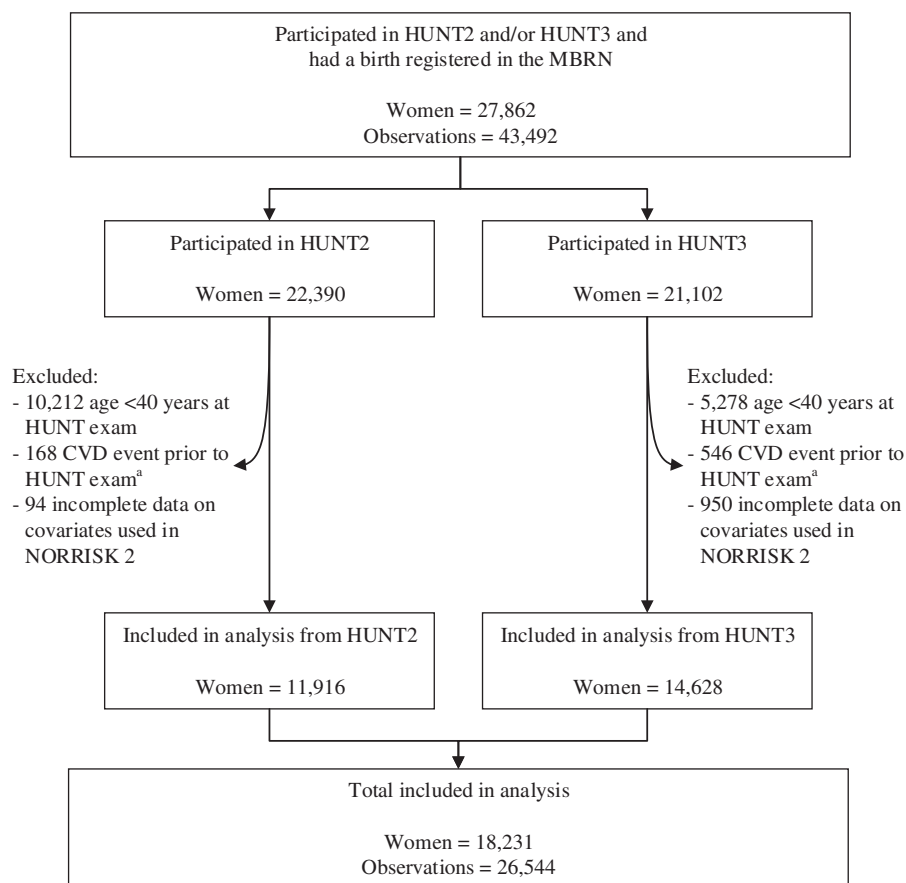 Participated in HUNT2 and/or HUNT3 and
had a birth registered in the MBRN
Women = 27,862
Observations = 43,492
Participated in HUNT2
Women = 22,390
Participated in HUNT3
Women = 21,102
Excluded:
- 10,212 age <40 years at
HUNT exam
- 168 CVD event prior to
HUNT examᵃ
- 94 incomplete data on
covariates used in
NORRISK 2
Excluded:
- 5,278 age <40 years at
HUNT exam
- 546 CVD event prior to
HUNT examᵃ
- 950 incomplete data on
covariates used in
NORRISK 2
Included in analysis from HUNT2
Women = 11,916
Included in analysis from HUNT3
Women = 14,628
Total included in analysis
Women = 18,231
Observations = 26,544